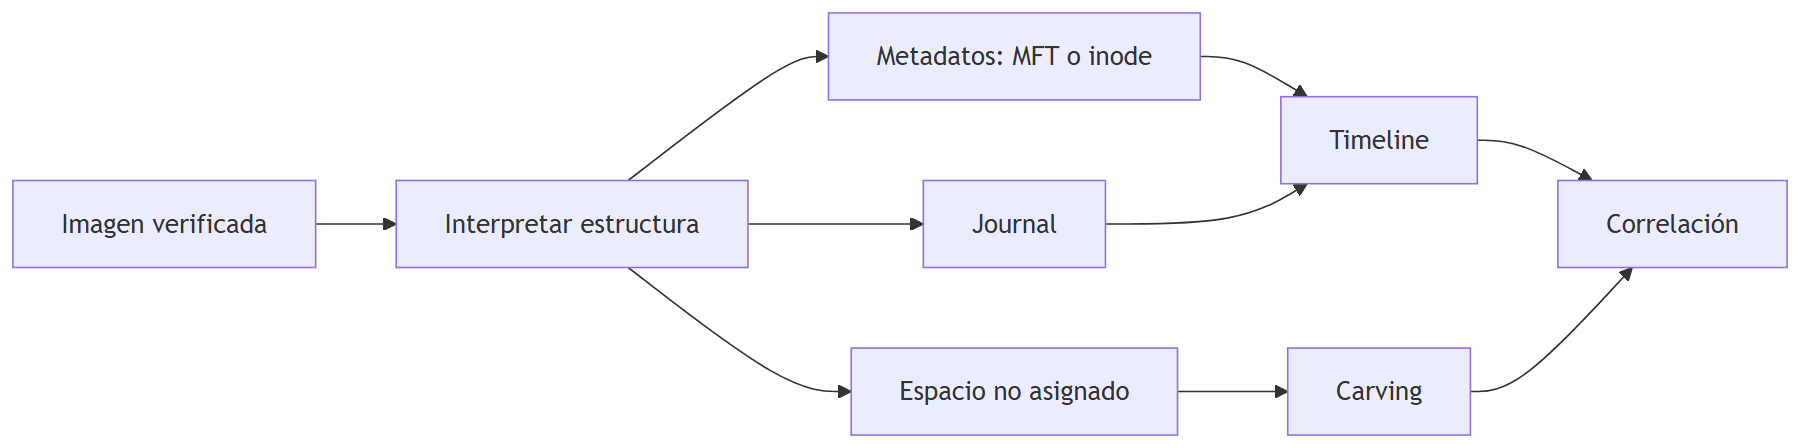 Imagen verificada
Interpretar estructura
Metadatos: MFT o inode
Journal
Espacio no asignado
Timeline
Carving
Correlación